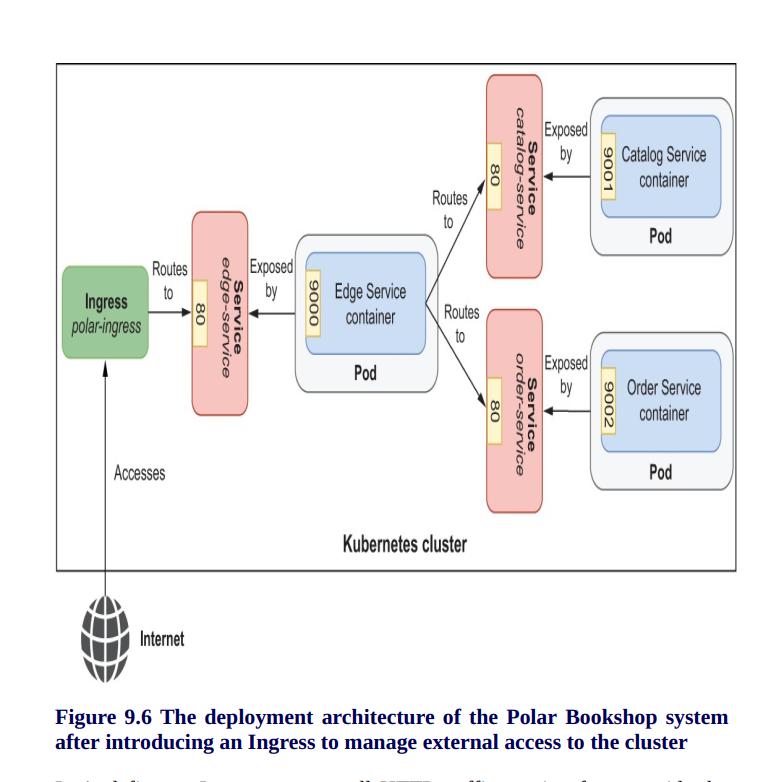 Service
catalog-service
80
Exposed
by
9001
Catalog Service
container
Pod
Routes
to
Ingress
polar-ingress
Routes
to
Service
edge-service
80
Exposed
by
9000
Edge Service
container
Pod
Routes
to
Service
order-service
80
Exposed
by
9002
Order Service
container
Pod
Accesses
Kubernetes cluster
Internet
Figure 9.6 The deployment architecture of the Polar Bookshop system
after introducing an Ingress to manage external access to the cluster